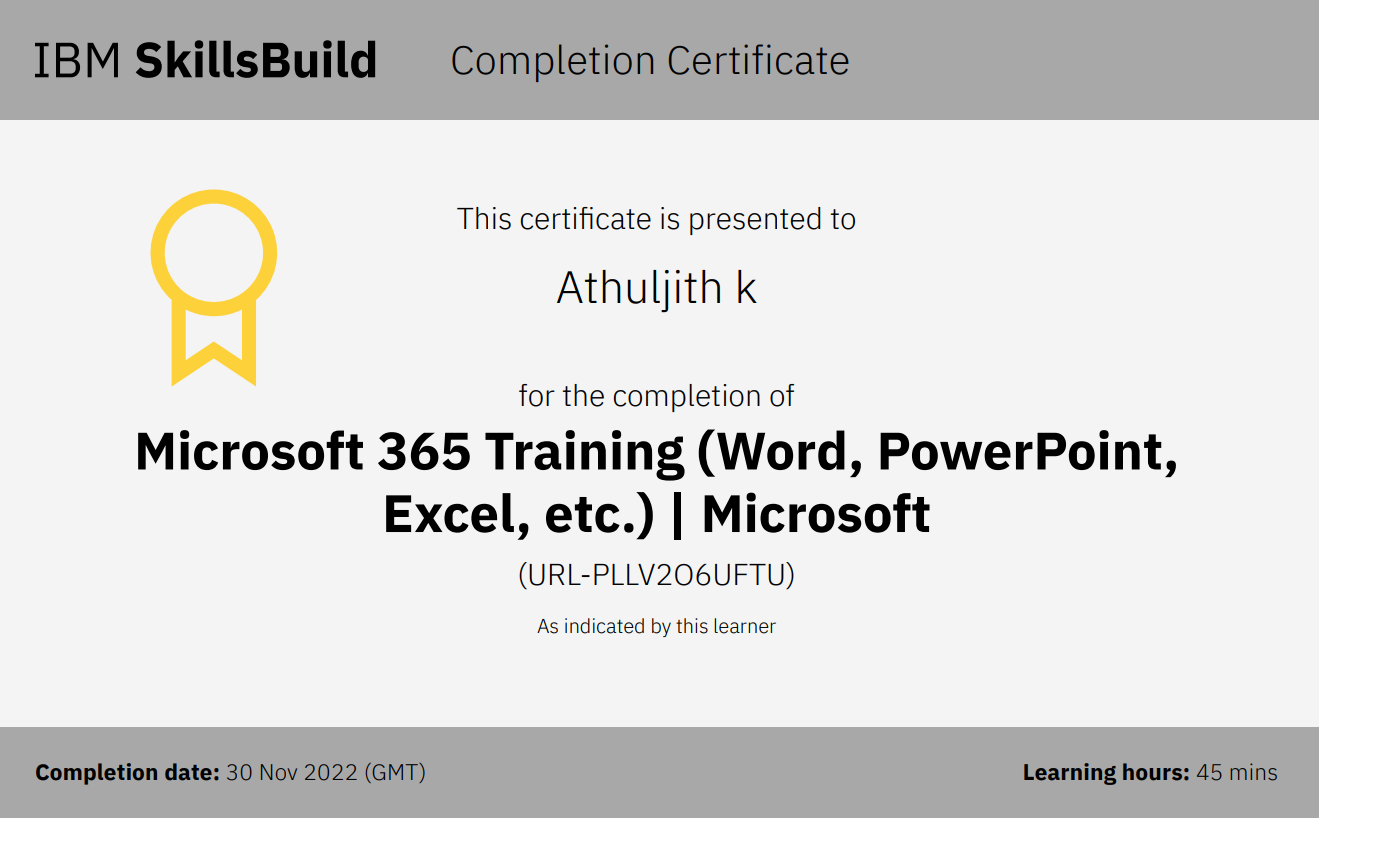 IBM SkillsBuild Completion Certificate
This certificate is presented to
Athuljith k
for the completion of
Microsoft 365 Training (Word, PowerPoint,
Excel, etc.) | Microsoft
(URL-PLLV2O6UFTU)
As indicated by this learner
Completion date: 30 Nov 2022 (GMT) Learning hours: 45 mins